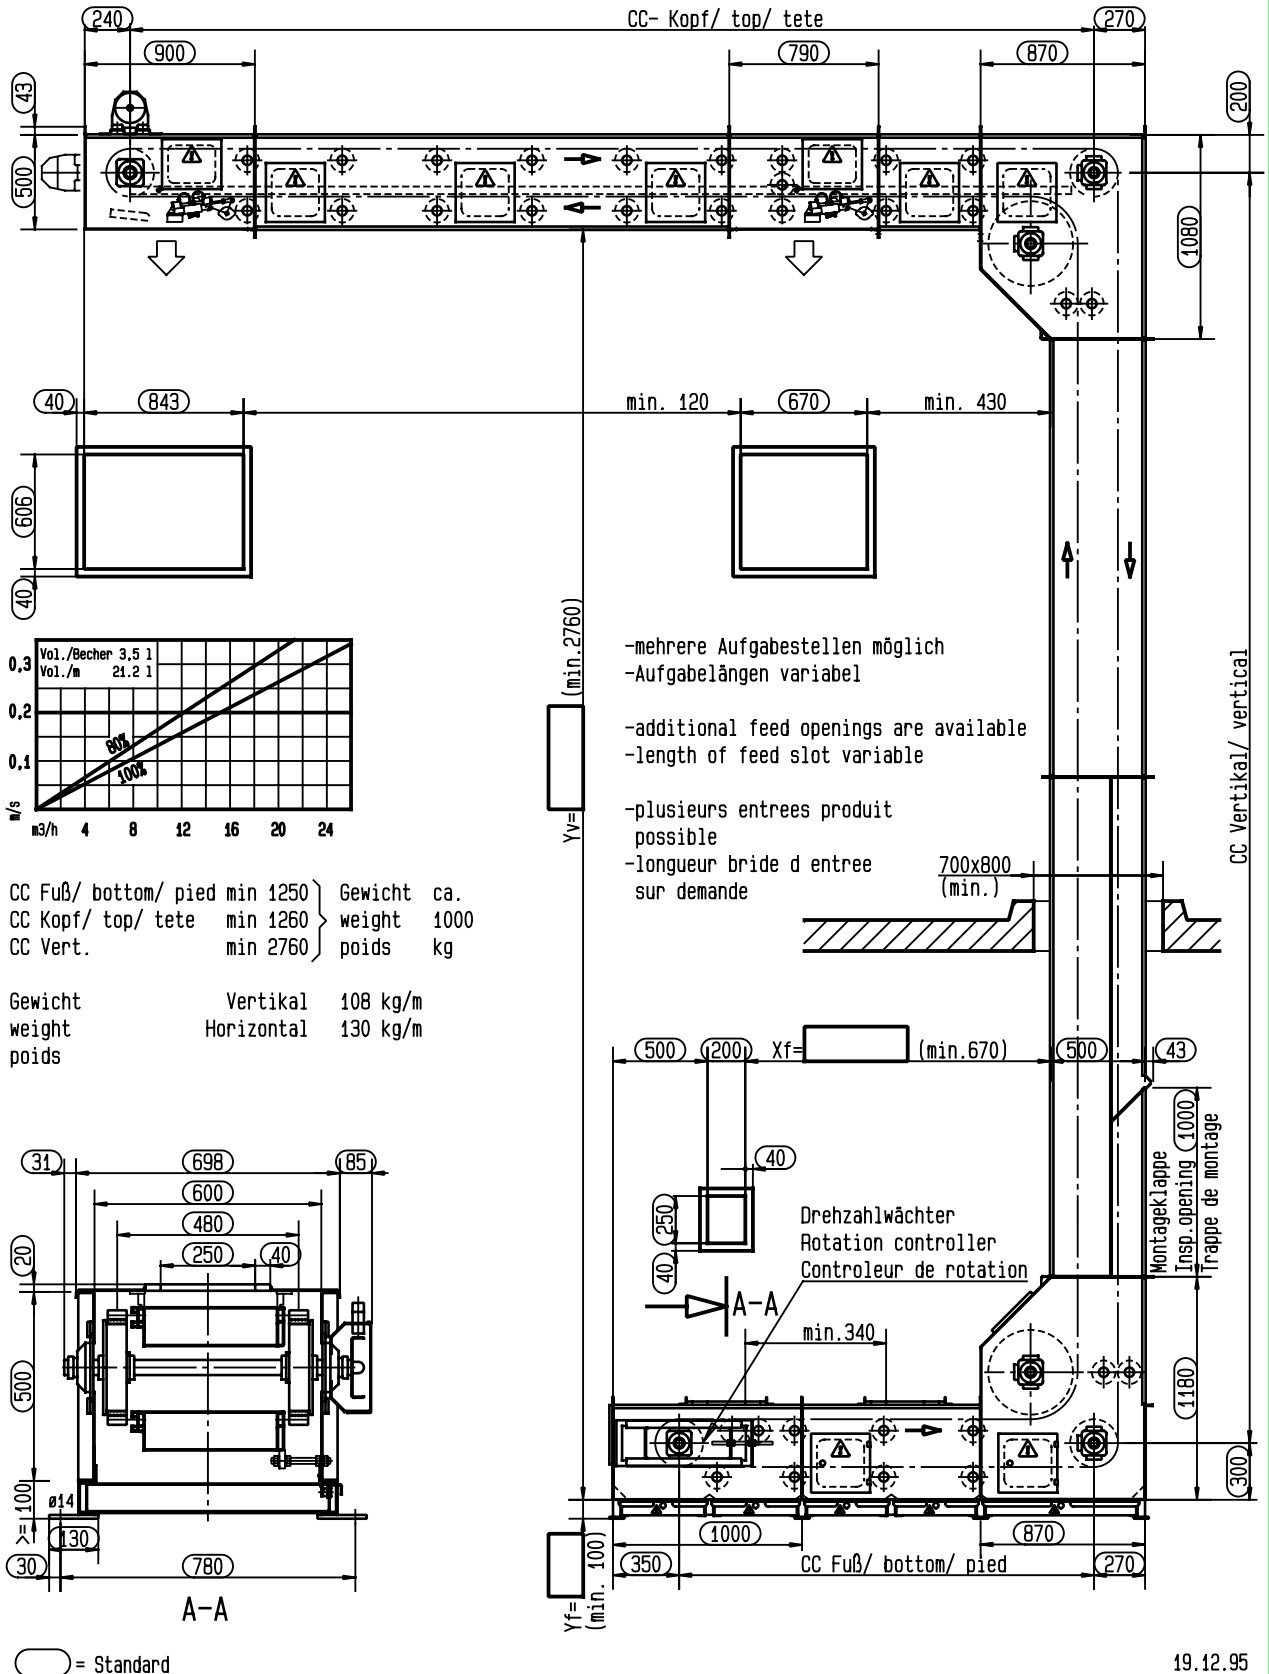 240
CC- Kopf/ top/ tete
270
900
790
870
43
200
500
1080
40
843
min. 120
670
min. 430
606
40
(min.2760)
Yv=
0,3
0,2
0,1
m/s
Vol./Becher 3,5 l
Vol./m 21.2 l
80%
100%
m3/h 4 8 12 16 20 24
-mehrere Aufgabestellen möglich
-Aufgabelängen variabel
-additional feed openings are available
-length of feed slot variable
-plusieurs entrees produit
possible
-longueur bride d entree
sur demande
CC Vertikal/ vertical
700x800
(min.)
CC Fuß/ bottom/ pied min 1250 Gewicht ca.
CC Kopf/ top/ tete min 1260 weight 1000
CC Vert. min 2760 poids kg
Gewicht Vertikal 108 kg/m
weight Horizontal 130 kg/m
poids
500
200
Xf=
(min.670)
500
43
40
250
40
Montageklappe
Insp.opening 1000
Trappe de montage
Drehzahlwächter
Rotation controller
Controleur de rotation
A-A
min.340
1180
300
1000
870
350
CC Fuß/ bottom/ pied
270
Yf=
(min. 100)
31
698
85
600
480
250
40
20
500
>= 100
ø14
130
30
780
A-A
= Standard
19.12.95